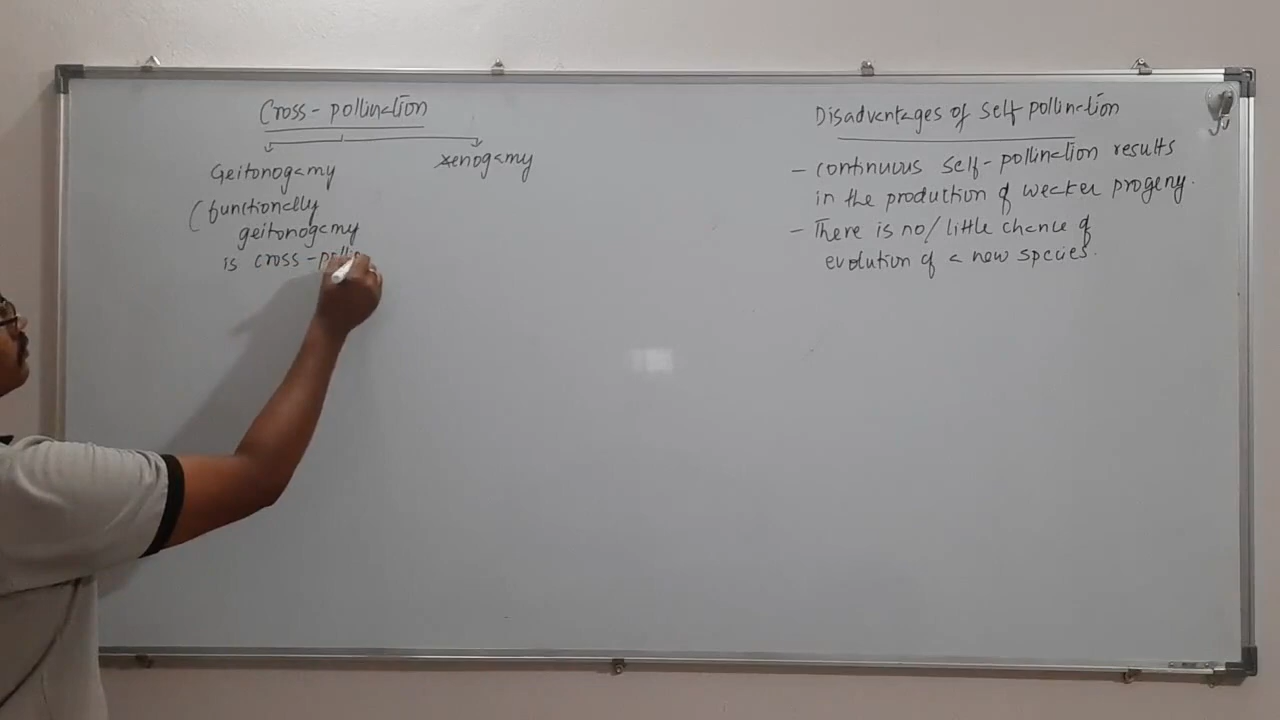 Cross-pollination
Geitonogamy
xenogamy
(functionally
geitonogamy
is cross-polli
Disadvantages of self pollination
- continuous self-pollination results
in the production of weaker progeny.
- There is no/little chance of
evolution of a new species.